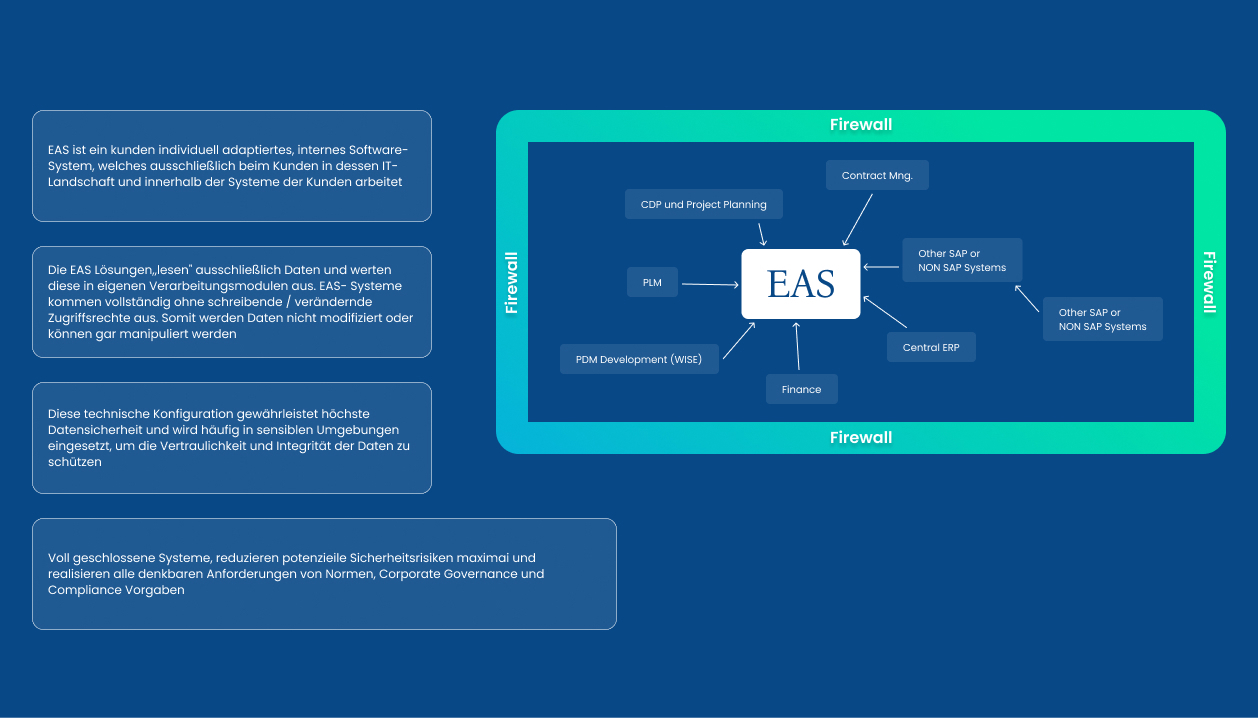 EAS ist ein kunden individuell adaptiertes, internes Software-
System, welches ausschließlich beim Kunden in dessen IT-
Landschaft und innerhalb der Systeme der Kunden arbeitet
Die EAS Lösungen„lesen" ausschließlich Daten und werten
diese in eigenen Verarbeitungsmodulen aus. EAS- Systeme
kommen vollständig ohne schreibende / verändernde
Zugriffsrechte aus. Somit werden Daten nicht modifiziert oder
können gar manipuliert werden
Diese technische Konfiguration gewährleistet höchste
Datensicherheit und wird häufig in sensiblen Umgebungen
eingesetzt, um die Vertraulichkeit und Integrität der Daten zu
schützen
Voll geschlossene Systeme, reduzieren potenzieile Sicherheitsrisiken maximai und
realisieren alle denkbaren Anforderungen von Normen, Corporate Governance und
Compliance Vorgaben
Firewall
Firewall
Contract Mng.
CDP und Project Planning
Other SAP or
NON SAP Systems
PLM
EAS
Other SAP or
NON SAP Systems
Central ERP
PDM Development (WISE)
Finance
Firewall
Firewall